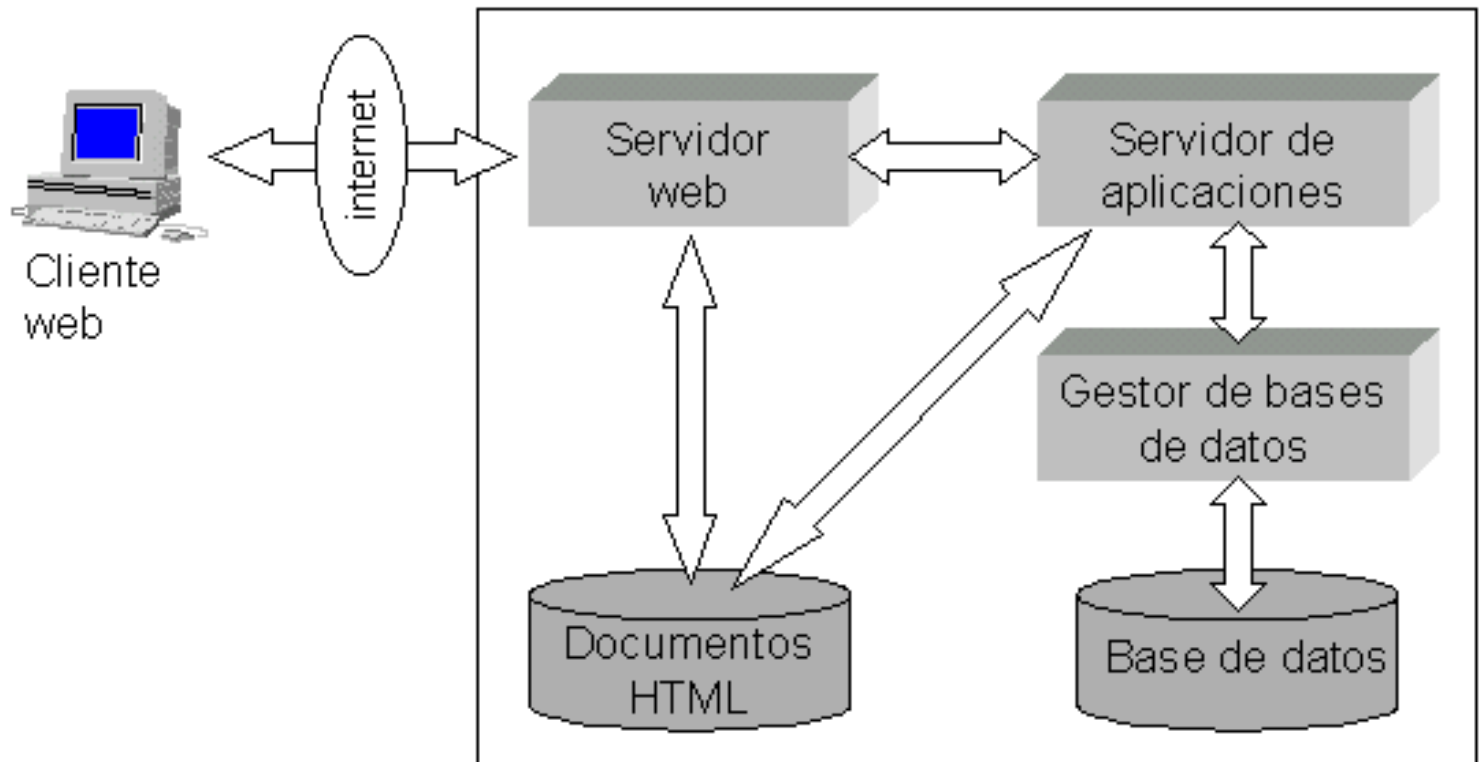 internet
Servidor
web
Servidor de
aplicaciones
Cliente
web
Gestor de bases
de datos
Documentos
HTML
Base de datos